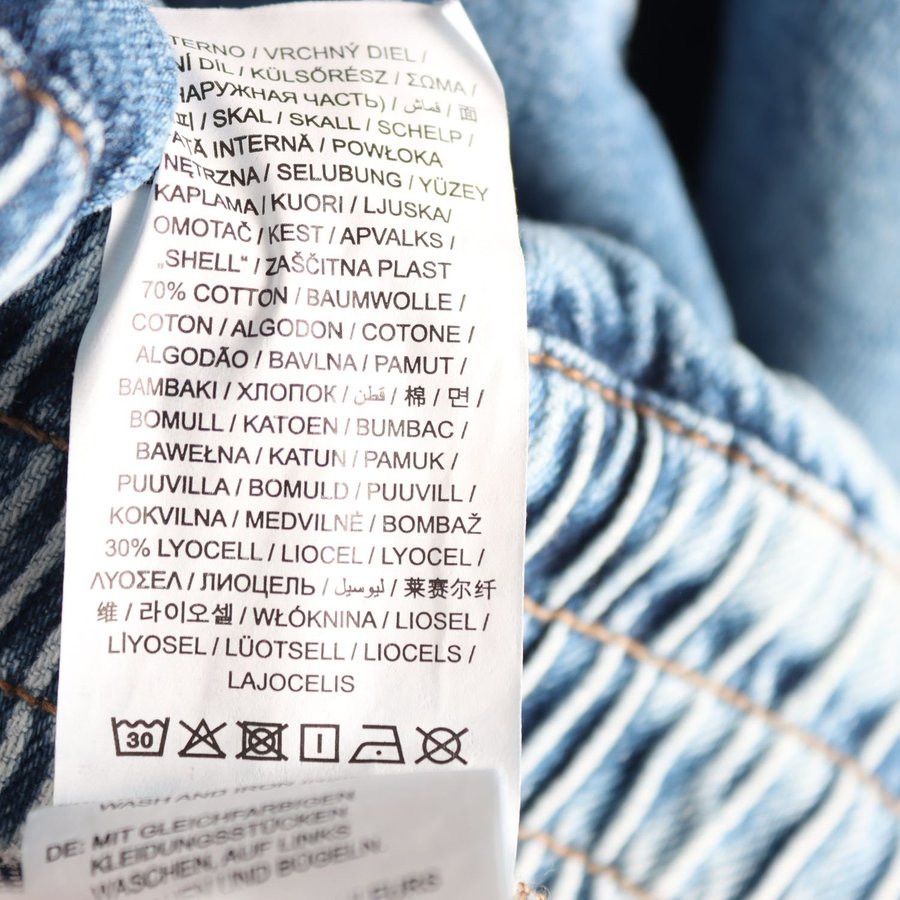 TERNO / VRCHNÝ DIEL /
NÍ DÍL / KÜLSŐRÉSZ / ΣΩΜΑ /
НАРУЖНАЯ ЧАСТЬ) / قماش / 面
피 / SKAL / SKALL / SCHELP /
ATĂ INTERNĂ / POWŁOKA
NĘTRZNA / SELUBUNG / YÜZEY
KAPLAMA / KUORI / LJUSKA/
OMOTAČ / KEST / APVALKS /
„SHELL“ / ZAŠČITNA PLAST
70% COTTON / BAUMWOLLE /
COTON / ALGODON / COTONE /
ALGODÃO / BAVLNA / PAMUT /
BAMBAKI / ХЛОПОК / قطن / 棉 / 면 /
BOMULL / KATOEN / BUMBAC /
BAWEŁNA / KATUN / PAMUK /
PUUVILLA / BOMULD / PUUVILL /
KOKVILNA / MEDVILNĖ / BOMBAŽ
30% LYOCELL / LIOCEL / LYOCEL /
ΛΥΟΣΕΛ / ЛИОЦЕЛЬ / ليوسيل / 莱赛尔纤
维 / 라이오셀 / WŁÓKNINA / LIOSEL /
LİYOSEL / LÜOTSELL / LIOCELS /
LAJOCELIS
30
WASH AND IRON
DE: MIT GLEICHFARBIGEN
KLEIDUNGSSTÜCKEN
WASCHEN, AUF LINKS
UND BÜGELN.